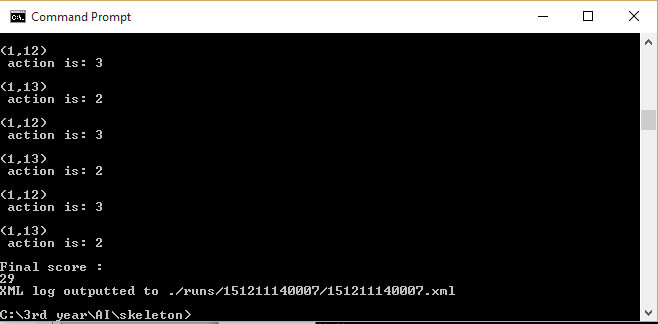 Command Prompt
(1,12)
action is: 3
(1,13)
action is: 2
(1,12)
action is: 3
(1,13)
action is: 2
(1,12)
action is: 3
(1,13)
action is: 2
Final score :
29
XML log outputted to ./runs/151211140007/151211140007.xml
C:\3rd year\AI\skeleton>